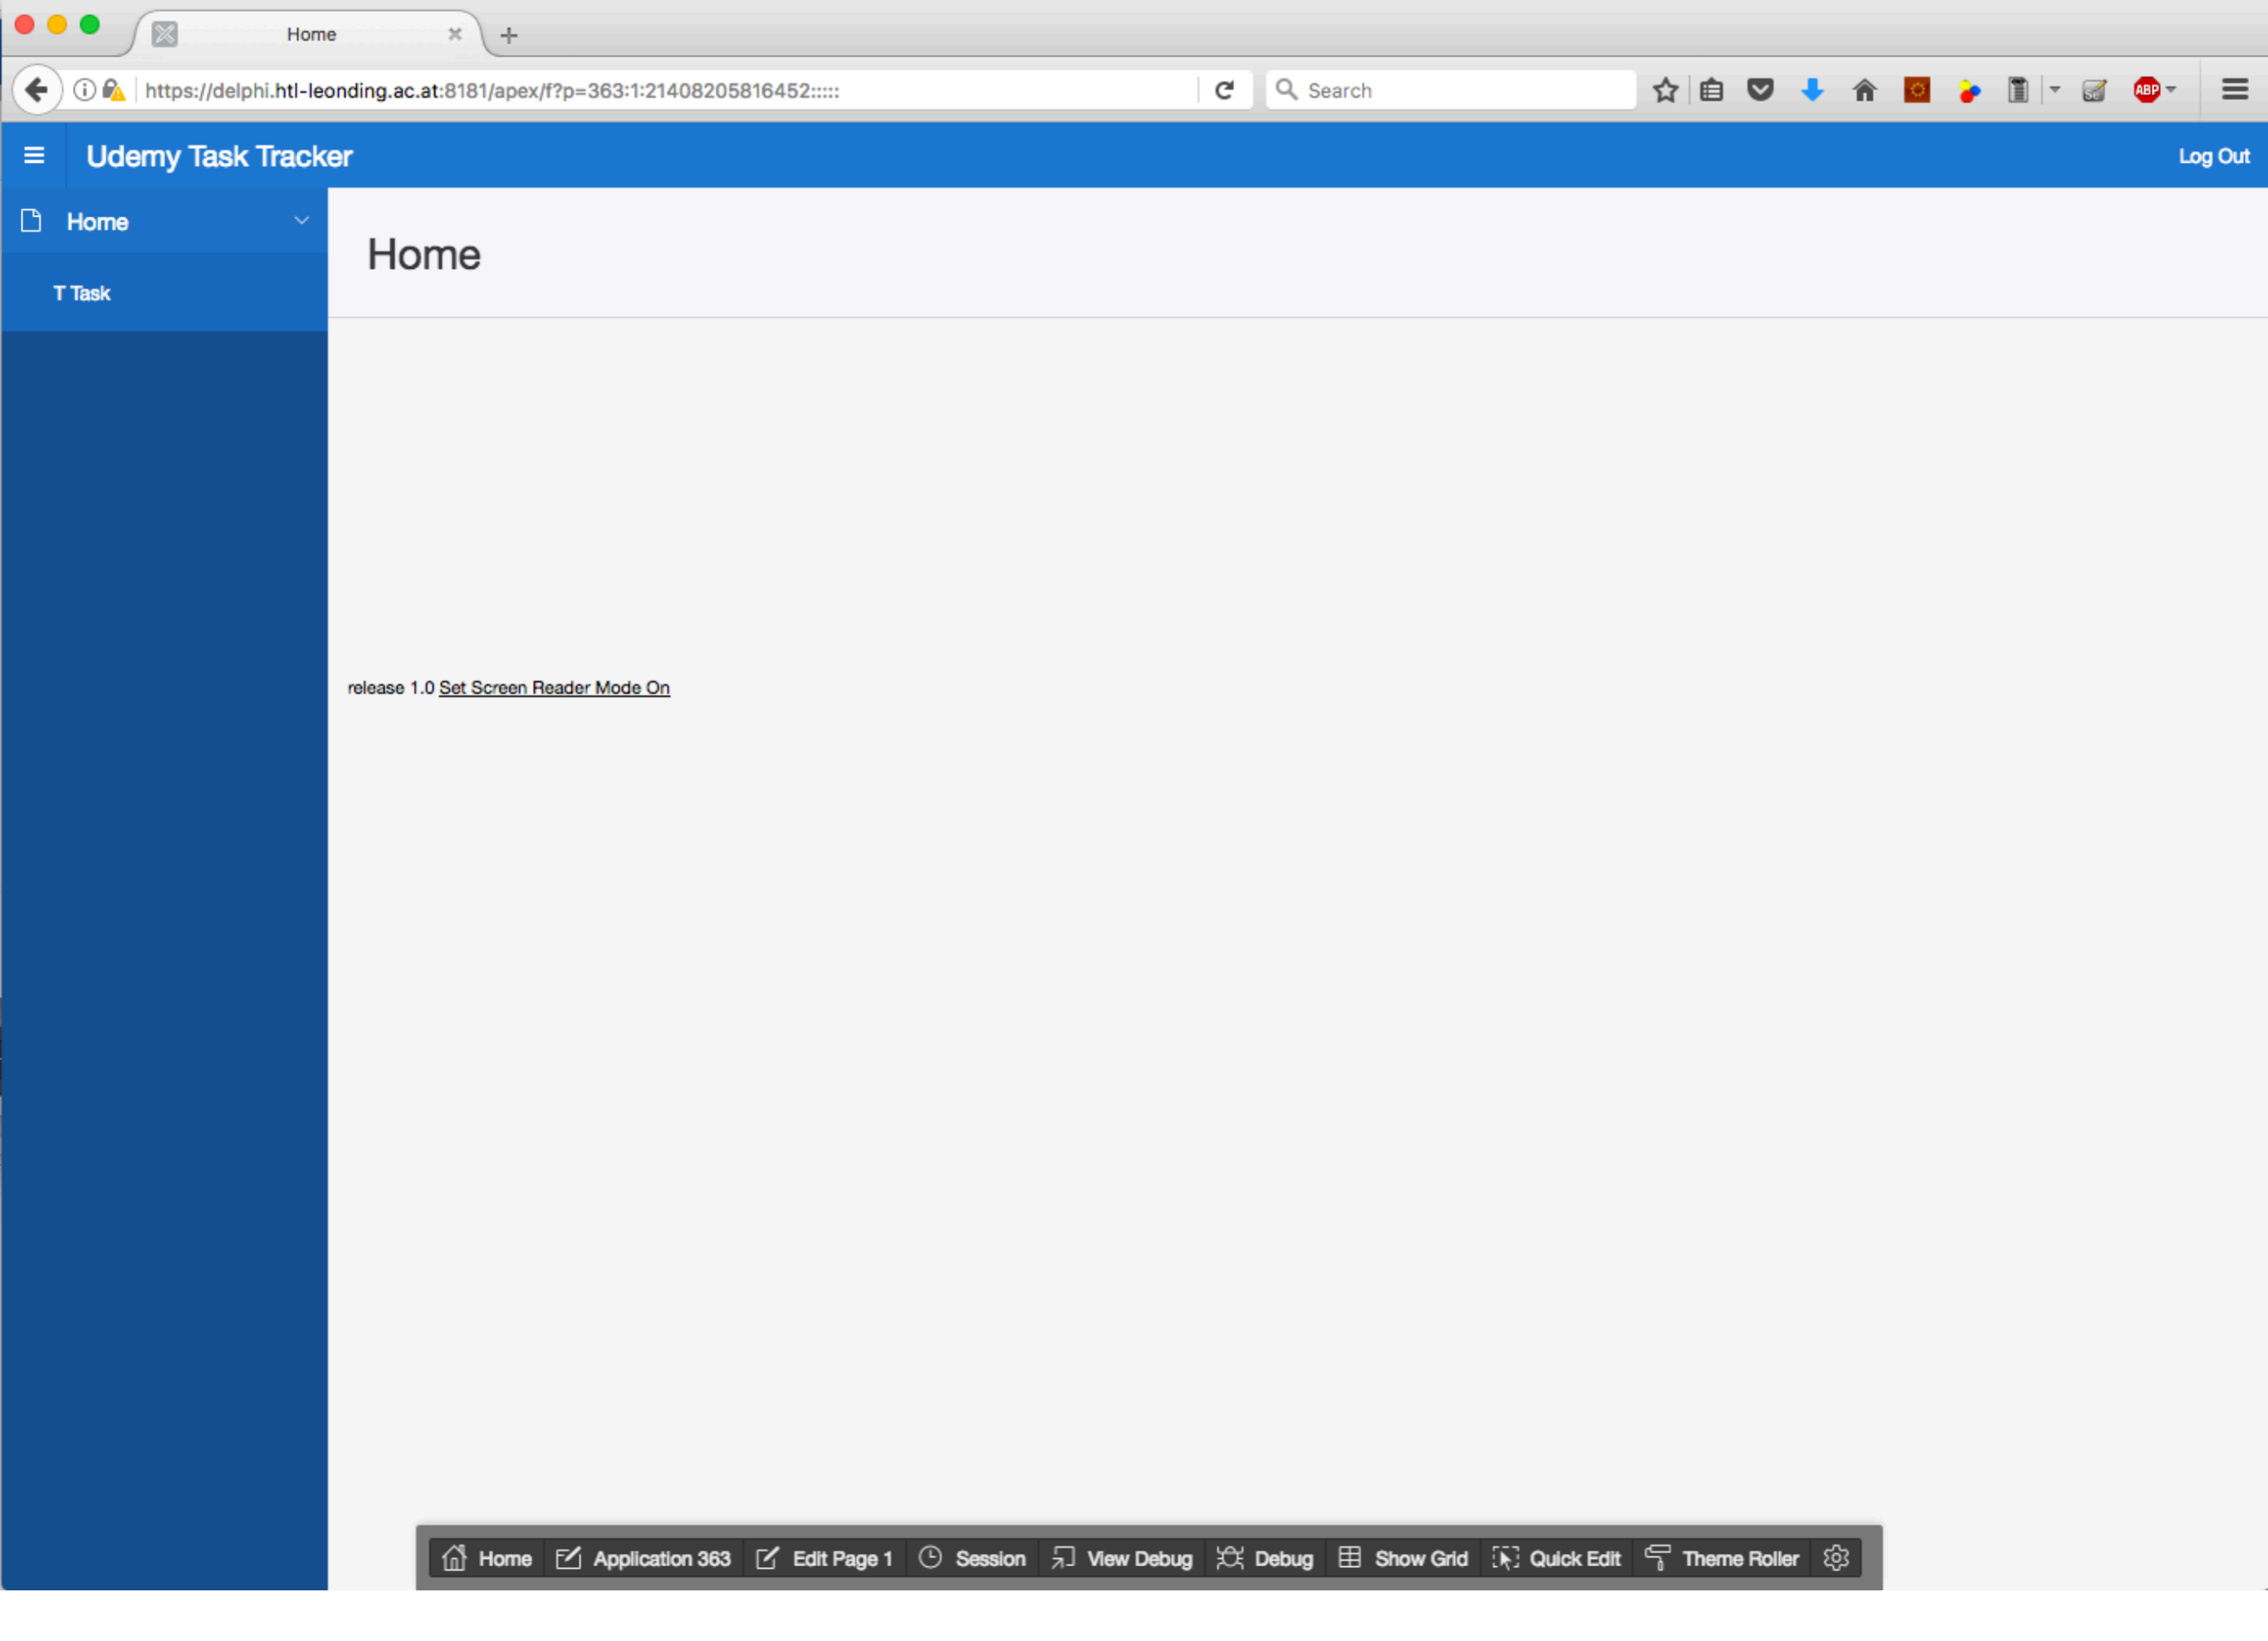 Home
https://delphi.htl-leonding.ac.at:8181/apex/f?p=363:1:21408205816452:::::
Search
ABP
Udemy Task Tracker
Log Out
Home
T Task
Home
release 1.0 Set Screen Reader Mode On
Home Application 363 Edit Page 1 Session View Debug Debug Show Grid Quick Edit Theme Roller